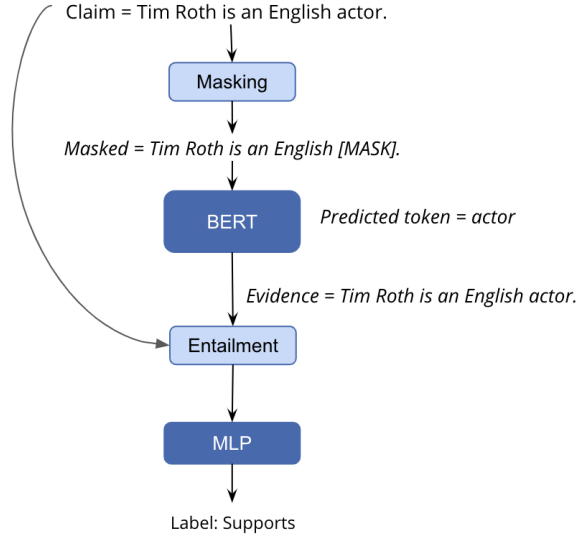 Claim = Tim Roth is an English actor.
Masking
Masked = Tim Roth is an English [MASK].
BERT
Predicted token = actor
Evidence = Tim Roth is an English actor.
Entailment
MLP
Label: Supports